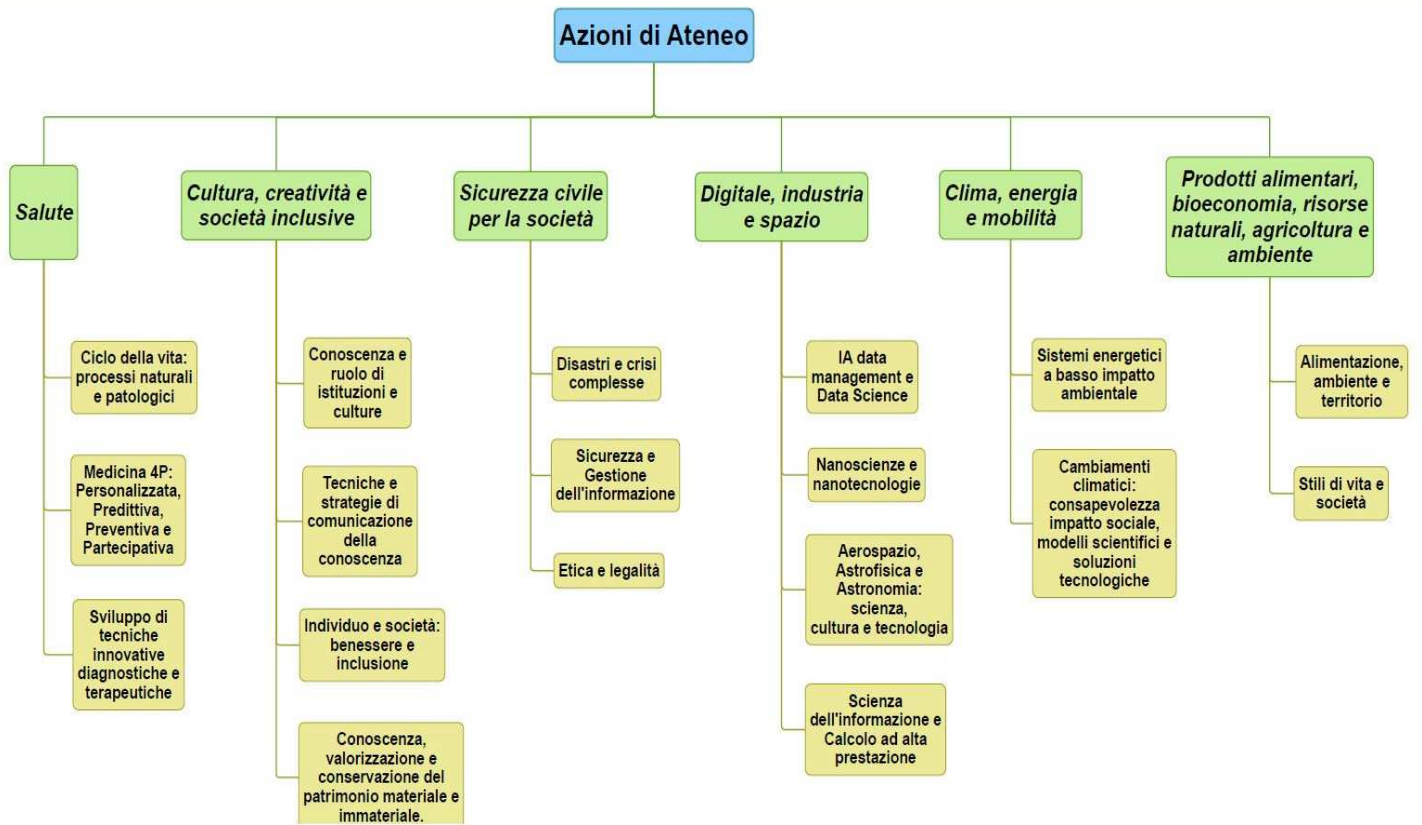 Azioni di Ateneo
Salute
Cultura, creatività e
società inclusive
Sicurezza civile
per la società
Digitale, industria
e spazio
Clima, energia
e mobilità
Prodotti alimentari,
bioeconomia, risorse
naturali, agricoltura e
ambiente
Ciclo della vita:
processi naturali
e patologici
Medicina 4P:
Personalizzata,
Predittiva,
Preventiva e
Partecipativa
Sviluppo di
tecniche
innovative
diagnostiche e
terapeutiche
Conoscenza e
ruolo di
istituzioni e
culture
Tecniche e
strategie di
comunicazione
della
conoscenza
Individuo e società:
benessere e
inclusione
Conoscenza,
valorizzazione e
conservazione del
patrimonio materiale e
immateriale.
Disastri e crisi
complesse
Sicurezza e
Gestione
dell'informazione
Etica e legalità
IA data
management e
Data Science
Nanoscienze e
nanotecnologie
Aerospazio,
Astrofisica e
Astronomia:
scienza,
cultura e tecnologia
Scienza
dell'informazione e
Calcolo ad alta
prestazione
Sistemi energetici
a basso impatto
ambientale
Cambiamenti
climatici:
consapevolezza
impatto sociale,
modelli scientifici e
soluzioni
tecnologiche
Alimentazione,
ambiente e
territorio
Stili di vita e
società